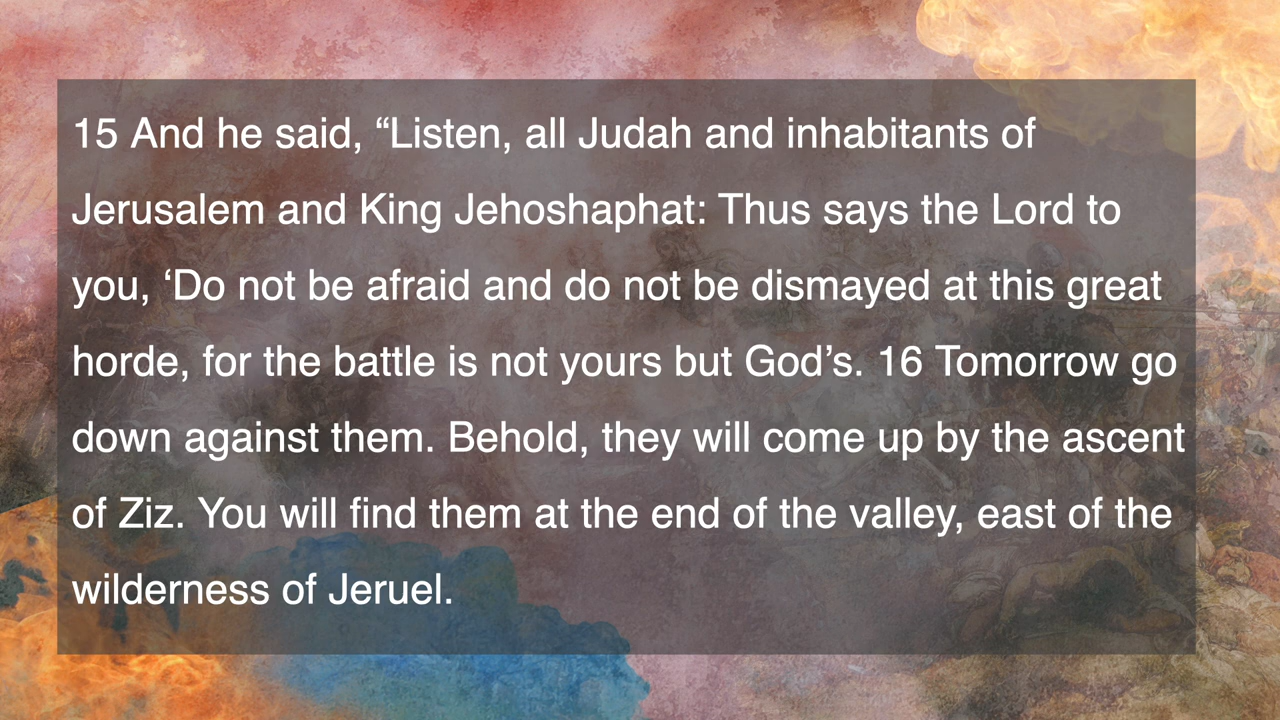 15 And he said, “Listen, all Judah and inhabitants of
Jerusalem and King Jehoshaphat: Thus says the Lord to
you, ‘Do not be afraid and do not be dismayed at this great
horde, for the battle is not yours but God’s. 16 Tomorrow go
down against them. Behold, they will come up by the ascent
of Ziz. You will find them at the end of the valley, east of the
wilderness of Jeruel.